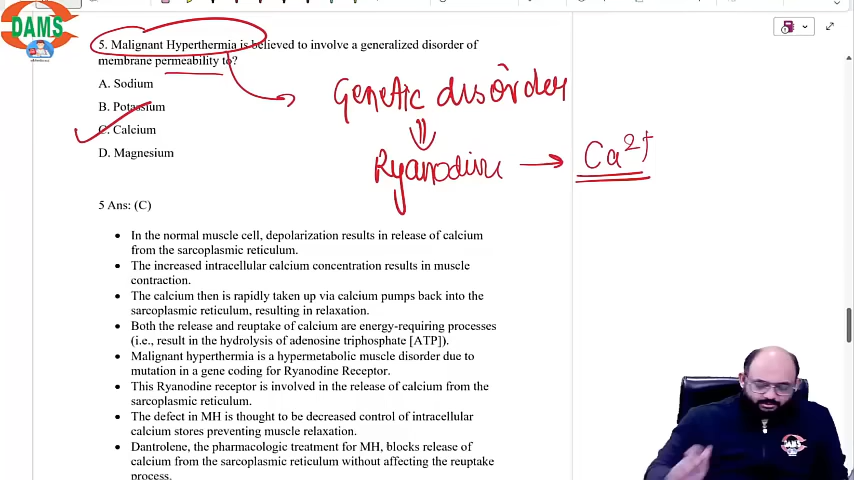 DAMS
5. Malignant Hyperthermia is believed to involve a generalized disorder of
membrane permeability to?
A. Sodium
B. Potassium
C. Calcium
D. Magnesium
Genetic disorder
Ryanodine → Ca²⁺
5 Ans: (C)
• In the normal muscle cell, depolarization results in release of calcium
from the sarcoplasmic reticulum.
• The increased intracellular calcium concentration results in muscle
contraction.
• The calcium then is rapidly taken up via calcium pumps back into the
sarcoplasmic reticulum, resulting in relaxation.
• Both the release and reuptake of calcium are energy-requiring processes
(i.e., result in the hydrolysis of adenosine triphosphate [ATP]).
• Malignant hyperthermia is a hypermetabolic muscle disorder due to
mutation in a gene coding for Ryanodine Receptor.
• This Ryanodine receptor is involved in the release of calcium from the
sarcoplasmic reticulum.
• The defect in MH is thought to be decreased control of intracellular
calcium stores preventing muscle relaxation.
• Dantrolene, the pharmacologic treatment for MH, blocks release of
calcium from the sarcoplasmic reticulum without affecting the reuptake
process.